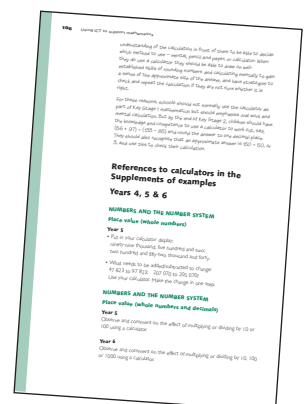 106 Using ICT to support mathematics
understanding of the calculation in front of them to be able to decide
which method to use – mental, pencil and paper, or calculator. When
they do use a calculator they should be able to draw on well-
established skills of rounding numbers and calculating mentally to gain
a sense of the approximate size of the answer, and have strategies to
check and repeat the calculation if they are not sure whether it is
right.
For these reasons, schools should not normally use the calculator as
part of Key Stage 1 mathematics but should emphasise oral work and
mental calculation. But by the end of Key Stage 2, children should have
the knowledge and competence to use a calculator to work out, say,
(56 + 97) ÷ (133 – 85) and round the answer to one decimal place.
They should also recognise that an approximate answer is 150 ÷ 50, or
3, and use this to check their calculation.
References to calculators in the
Supplements of examples
Years 4, 5 & 6
NUMBERS AND THE NUMBER SYSTEM
Place value (whole numbers)
Year 5
• Put in your calculator display:
ninety-nine thousand, five hundred and two;
two hundred and fifty-two thousand and forty.
• What needs to be added/subtracted to change
47 823 to 97 823; 207 070 to 205 070?
Use your calculator. Make the change in one step.
NUMBERS AND THE NUMBER SYSTEM
Place value (whole numbers and decimals)
Year 5
Observe and comment on the effect of multiplying or dividing by 10 or
100 using a calculator.
Year 6
Observe and comment on the effect of multiplying or dividing by 10, 100
or 1000 using a calculator.